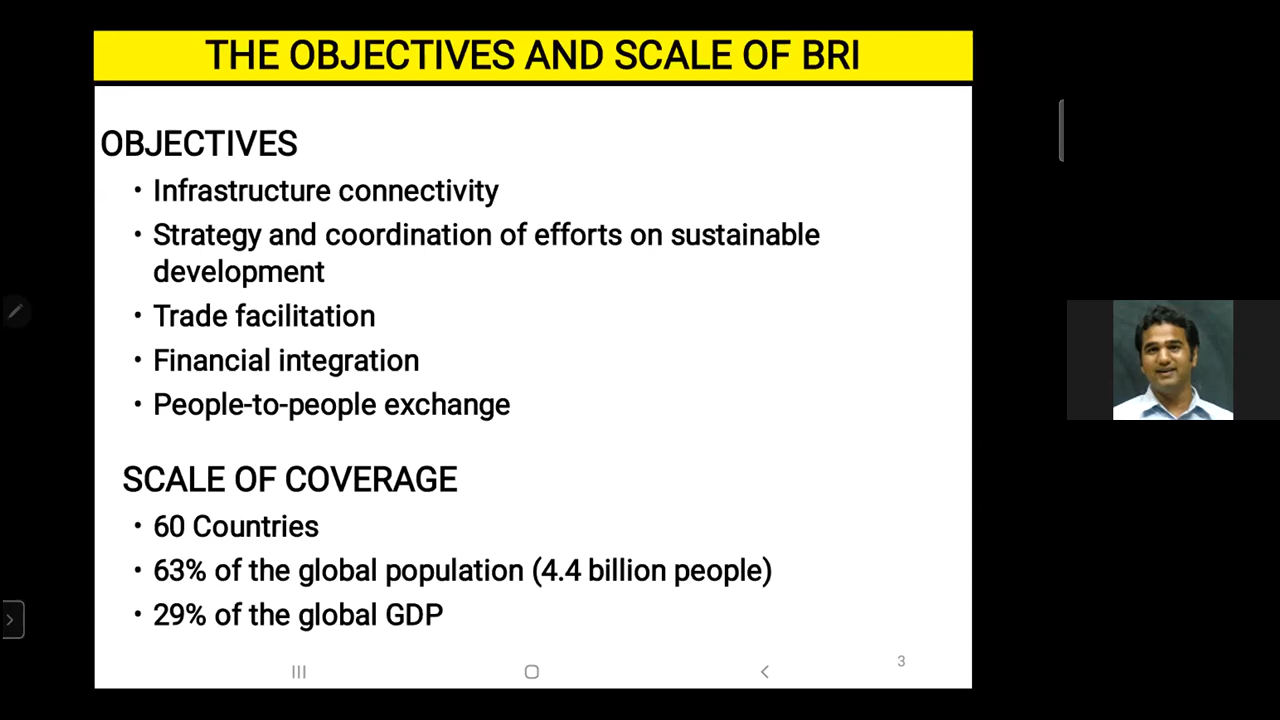 THE OBJECTIVES AND SCALE OF BRI
OBJECTIVES
• Infrastructure connectivity
• Strategy and coordination of efforts on sustainable
development
• Trade facilitation
• Financial integration
• People-to-people exchange
SCALE OF COVERAGE
• 60 Countries
• 63% of the global population (4.4 billion people)
• 29% of the global GDP
3